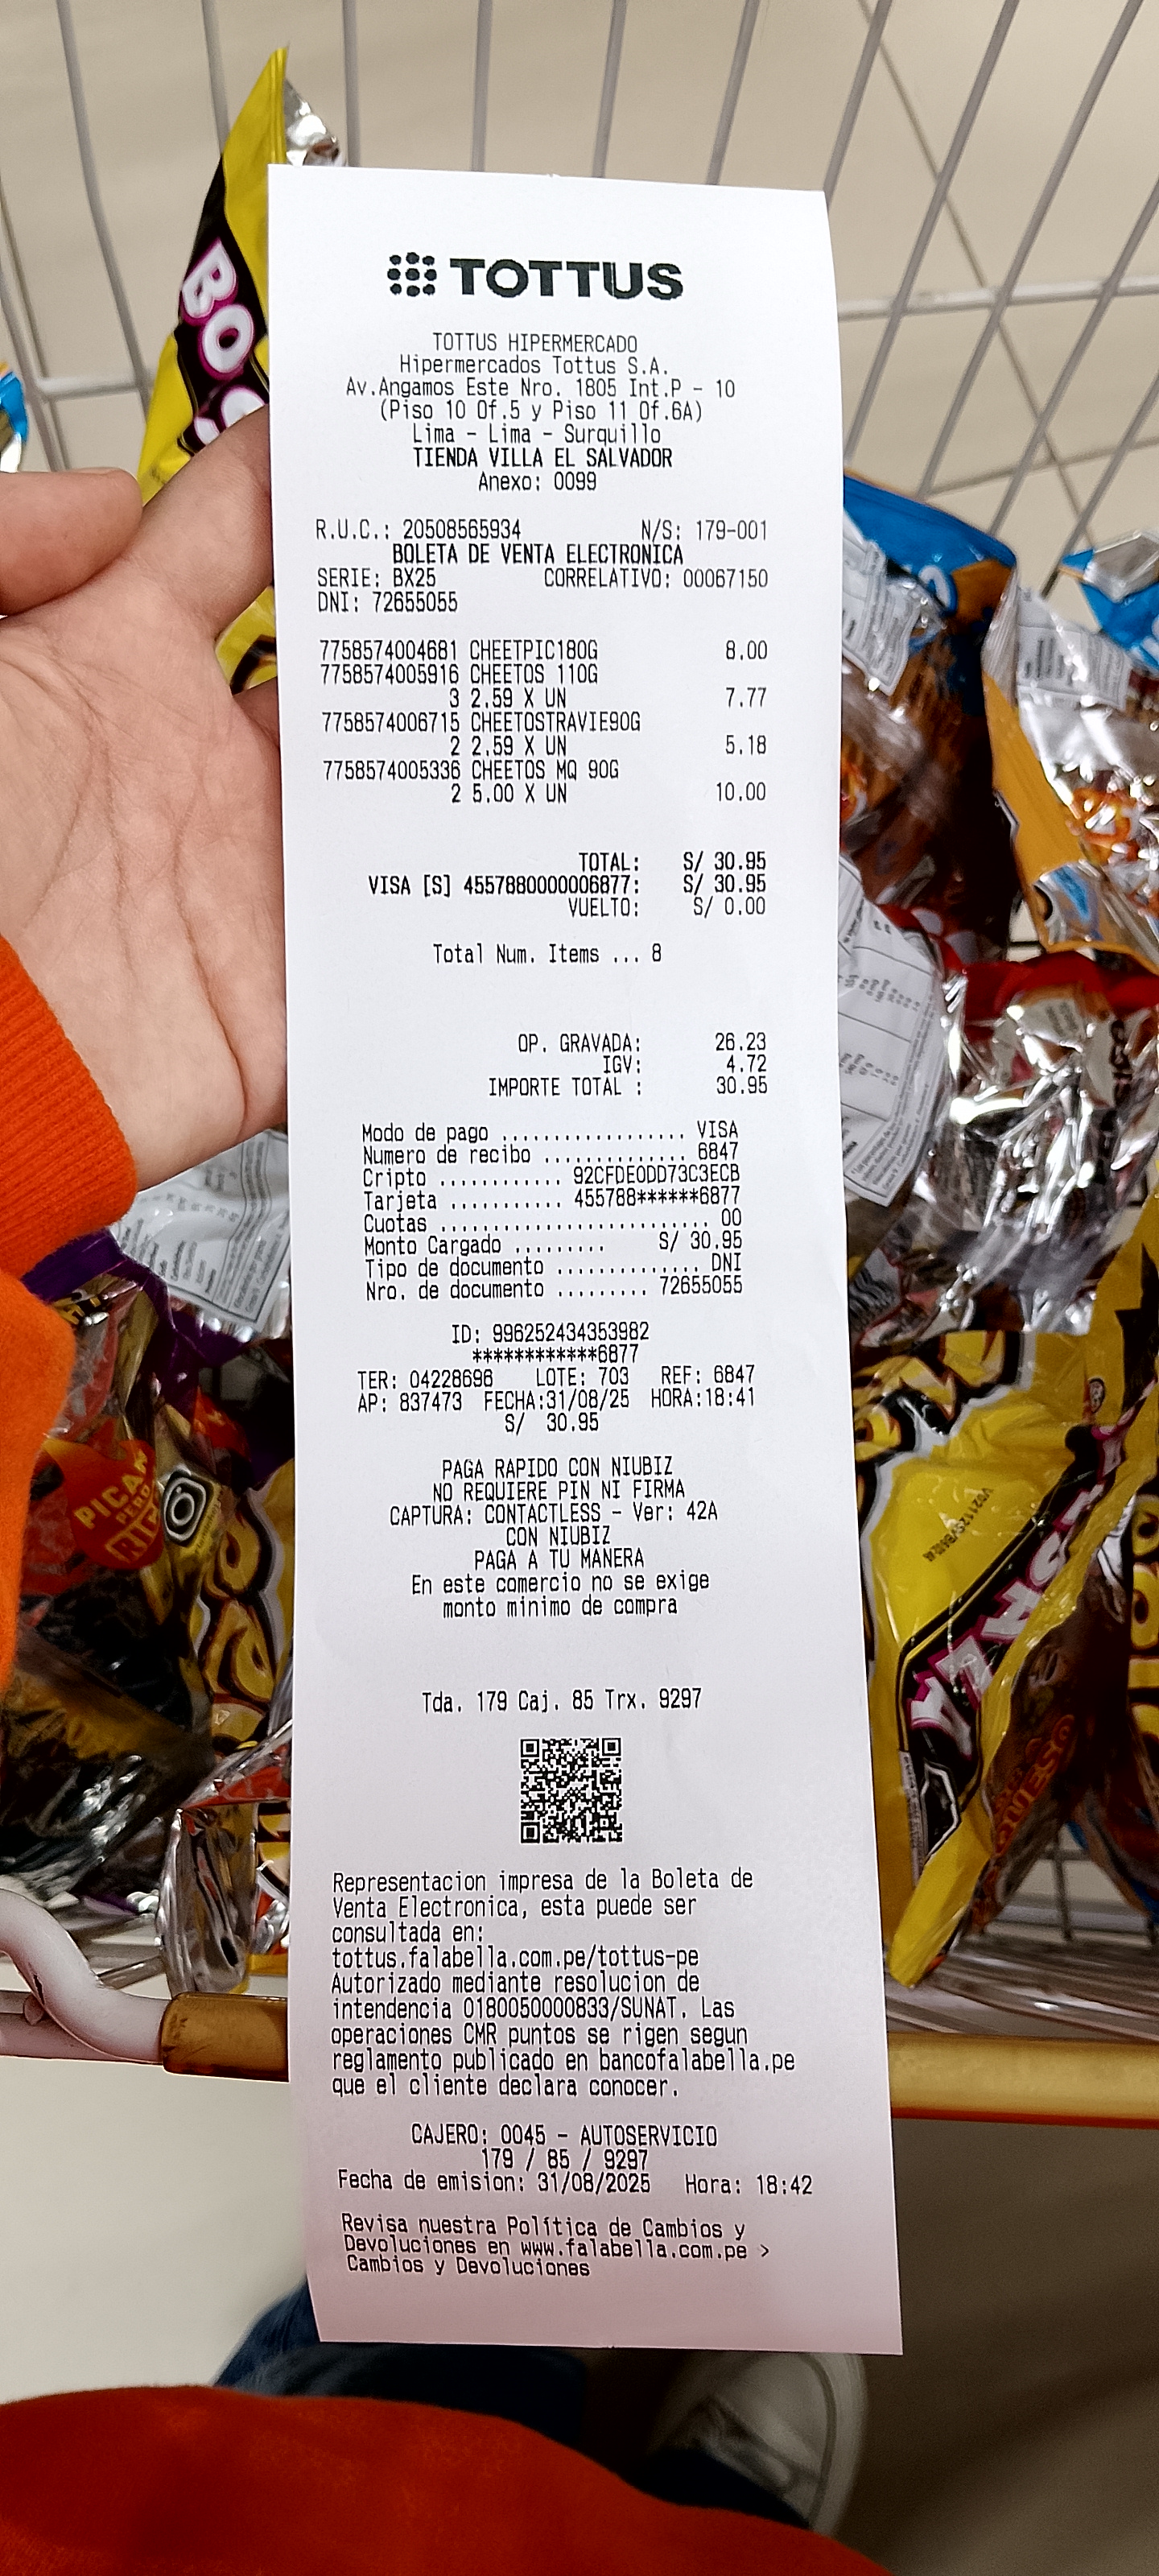 TOTTUS
TOTTUS HIPERMERCADO
Hipermercados Tottus S.A.
Av.Angamos Este Nro. 1805 Int.P - 10
(Piso 10 Of.5 y Piso 11 Of.6A)
Lima - Lima - Surquillo
TIENDA VILLA EL SALVADOR
Anexo: 0099
R.U.C.: 20508565934 N/S: 179-001
BOLETA DE VENTA ELECTRONICA
SERIE: BX25 CORRELATIVO: 00067150
DNI: 72655055
7758574004681 CHEETPIC180G 8.00
7758574005916 CHEETOS 110G
3 2.59 X UN 7.77
7758574006715 CHEETOSTRAVIE90G
2 2.59 X UN 5.18
7758574005336 CHEETOS MQ 90G
2 5.00 X UN 10.00
TOTAL: S/ 30.95
VISA [S] 4557880000006877: S/ 30.95
VUELTO: S/ 0.00
Total Num. Items ... 8
OP. GRAVADA: 26.23
IGV: 4.72
IMPORTE TOTAL : 30.95
Modo de pago .................. VISA
Numero de recibo .............. 6847
Cripto ............ 92CFDE0DD73C3ECB
Tarjeta ........... 455788******6877
Cuotas .......................... 00
Monto Cargado ......... S/ 30.95
Tipo de documento .............. DNI
Nro. de documento ......... 72655055
ID: 996252434353982
************6877
TER: 04228698 LOTE: 703 REF: 6847
AP: 837473 FECHA:31/08/25 HORA:18:41
S/ 30.95
PAGA RAPIDO CON NIUBIZ
NO REQUIERE PIN NI FIRMA
CAPTURA: CONTACTLESS - Ver: 42A
CON NIUBIZ
PAGA A TU MANERA
En este comercio no se exige
monto minimo de compra
Tda. 179 Caj. 85 Trx. 9297
Representacion impresa de la Boleta de
Venta Electronica, esta puede ser
consultada en:
tottus.falabella.com.pe/tottus-pe
Autorizado mediante resolucion de
intendencia 0180050000833/SUNAT. Las
operaciones CMR puntos se rigen segun
reglamento publicado en bancofalabella.pe
que el cliente declara conocer.
CAJERO: 0045 - AUTOSERVICIO
179 / 85 / 9297
Fecha de emision: 31/08/2025 Hora: 18:42
Revisa nuestra Política de Cambios y
Devoluciones en www.falabella.com.pe >
Cambios y Devoluciones